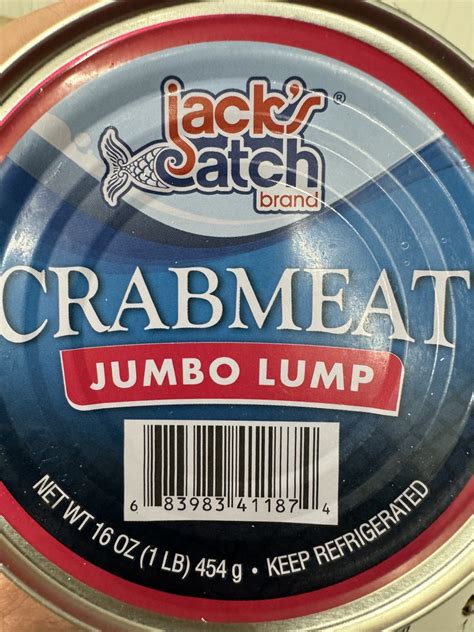 jack's ®
Catch
brand
CRABMEAT
JUMBO LUMP
6 83983 41187 4
NET WT 16 OZ (1 LB) 454 g • KEEP REFRIGERATED